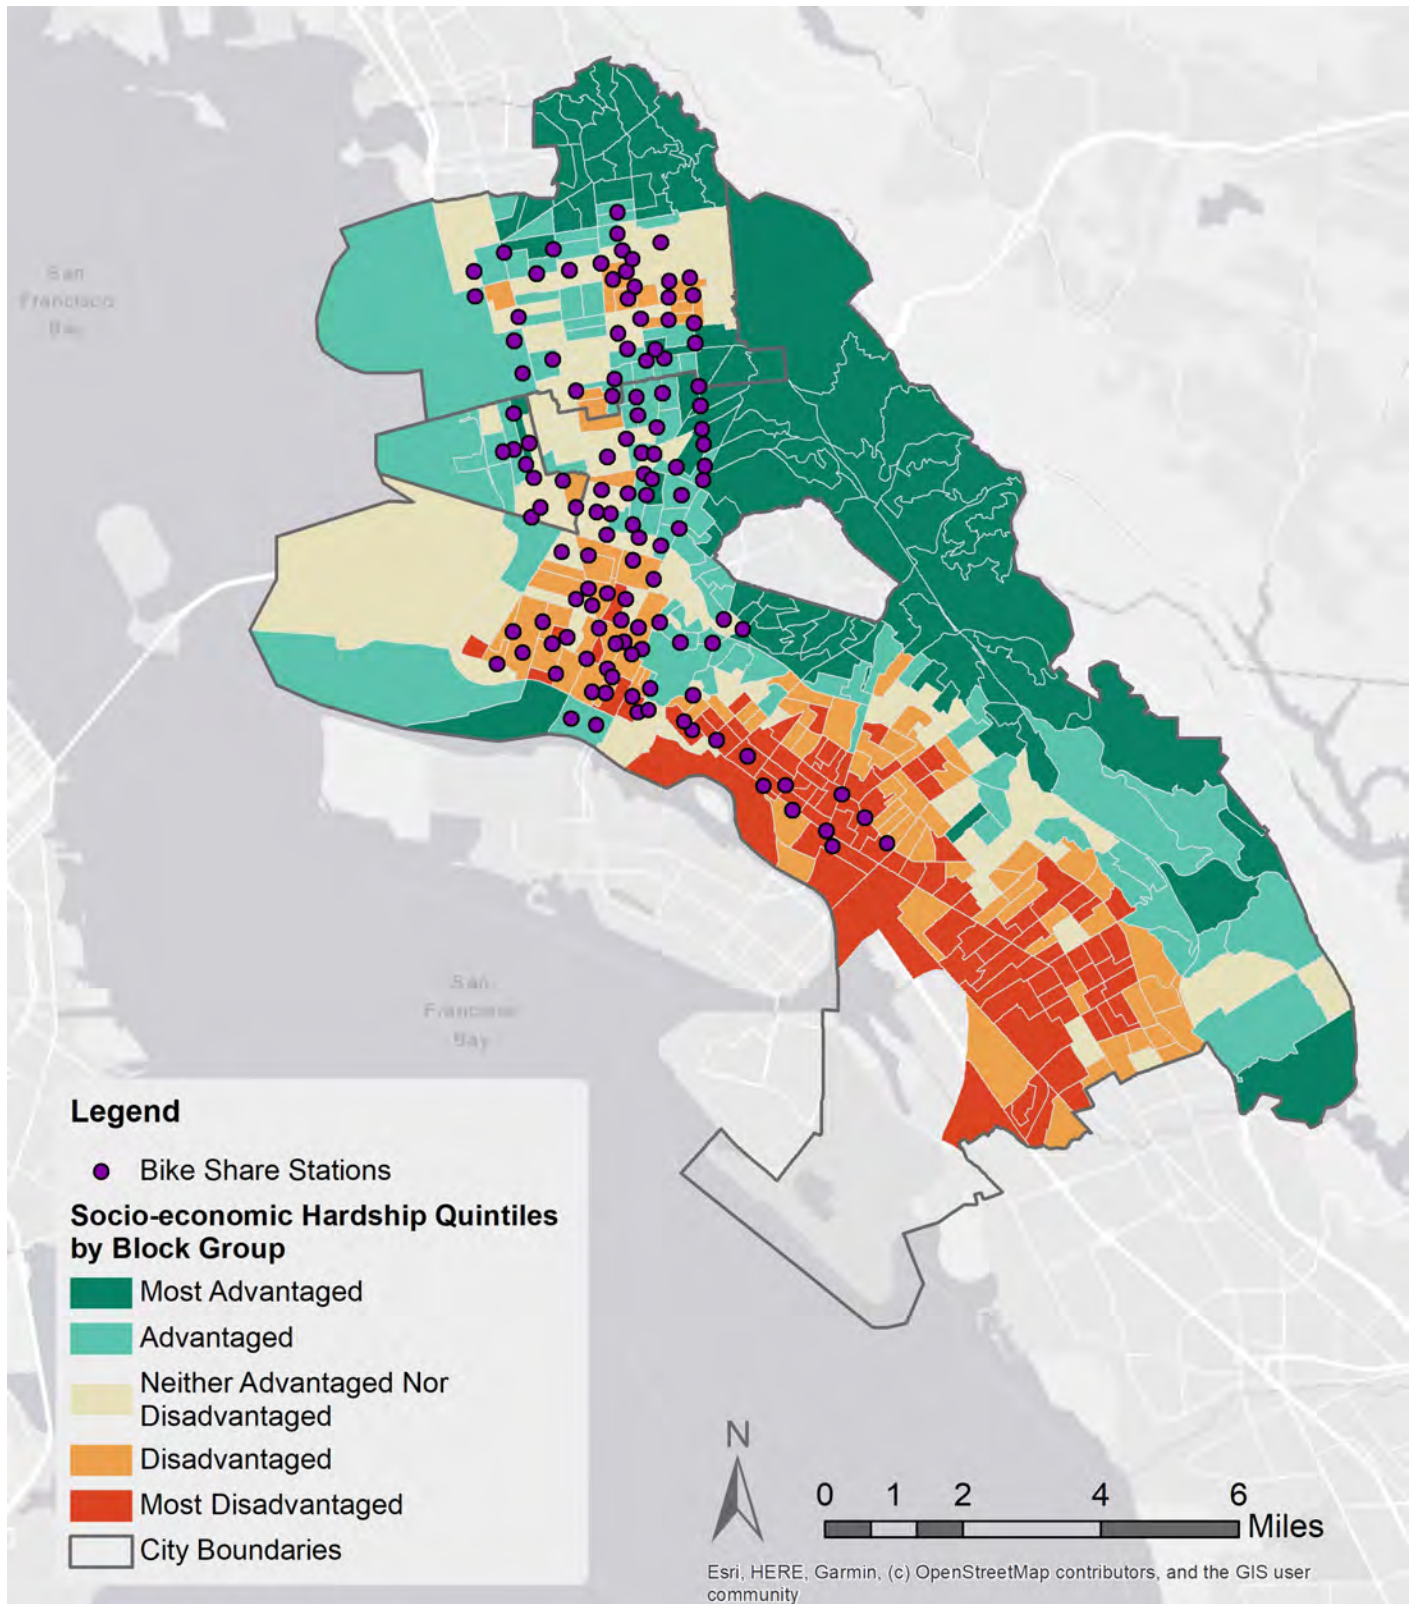 San
Francisco
Bay
San
Francisco
Bay
Legend
Bike Share Stations
Socio-economic Hardship Quintiles
by Block Group
Most Advantaged
Advantaged
Neither Advantaged Nor
Disadvantaged
Disadvantaged
Most Disadvantaged
City Boundaries
N
0 1 2 4 6
Miles
Esri, HERE, Garmin, (c) OpenStreetMap contributors, and the GIS user
community